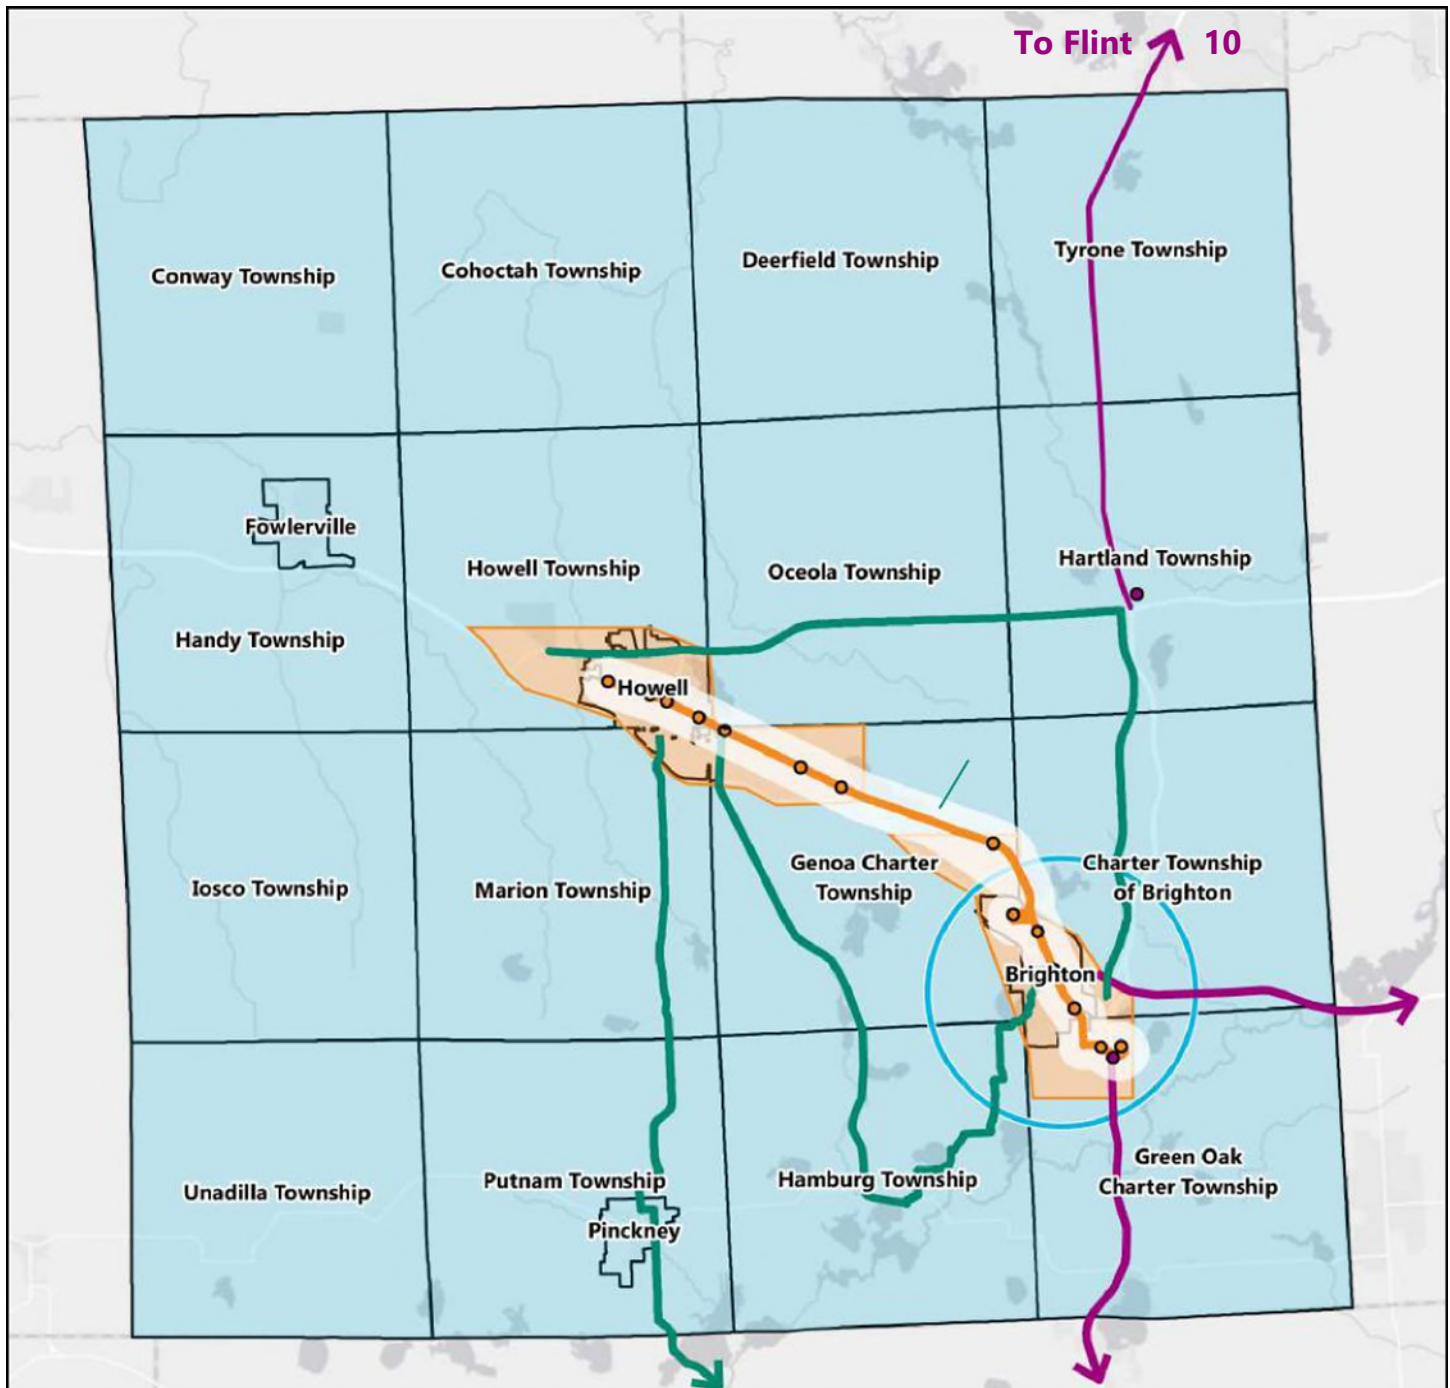 To Flint 10
Conway Township
Cohoctah Township
Deerfield Township
Tyrone Township
Fowlerville
Howell Township
Oceola Township
Hartland Township
Handy Township
Howell
Iosco Township
Marion Township
Genoa Charter
Township
Charter Township
of Brighton
Brighton
Unadilla Township
Putnam Township
Pinckney
Hamburg Township
Green Oak
Charter Township